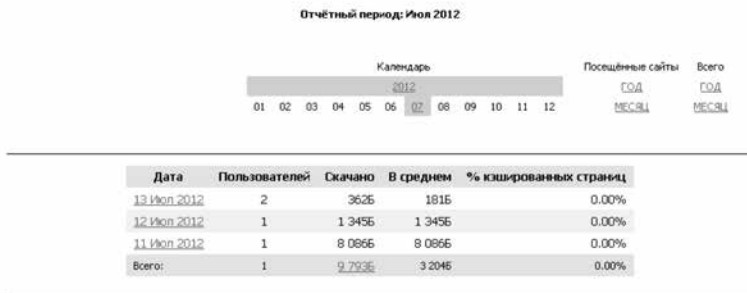 Отчётный период: Июл 2012
Календарь Посещённые сайты Всего
2012 ГОД ГОД
01 02 03 04 05 06 07 08 09 10 11 12 МЕСЯЦ МЕСЯЦ
Дата Пользователей Скачано В среднем % кэшированных страниц
13 Июл 2012 2 362Б 181Б 0.00%
12 Июл 2012 1 1 345Б 1 345Б 0.00%
11 Июл 2012 1 8 086Б 8 086Б 0.00%
Всего: 1 9 793Б 3 204Б 0.00%